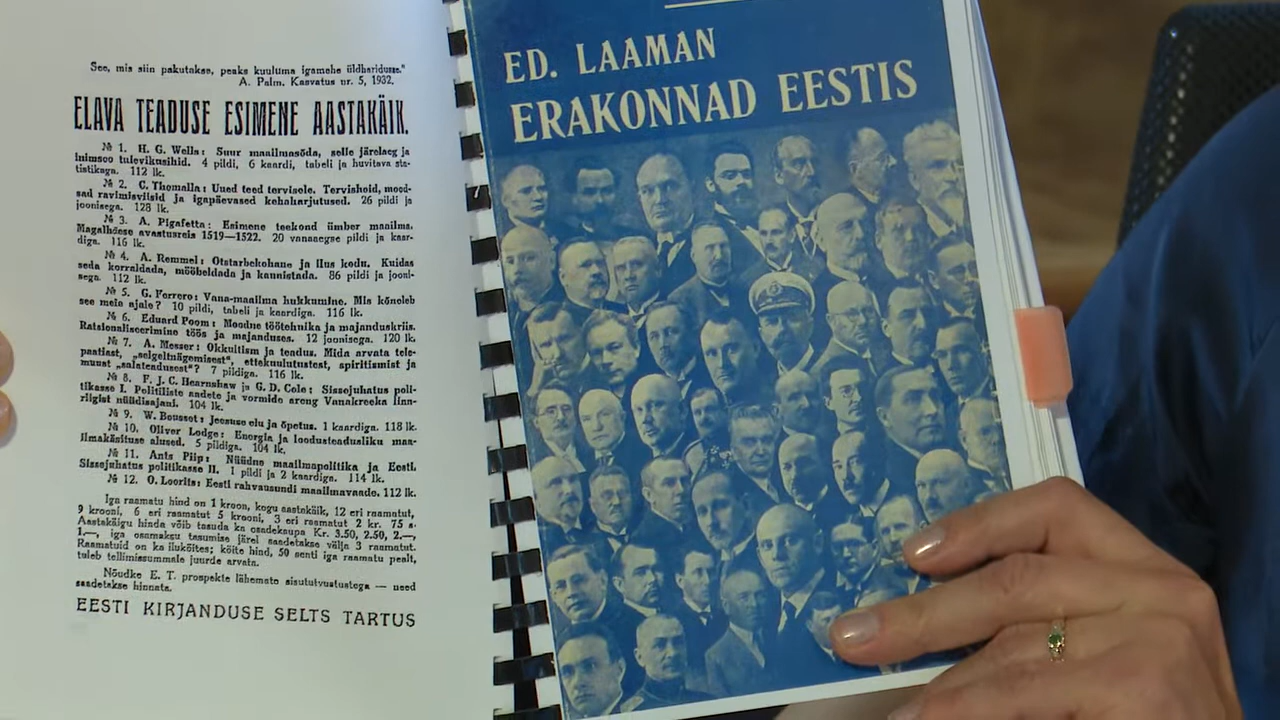 See, mis siin pakutakse, peaks kuuluma igamehe üldharidusse."
A. Palm. Kasvatus nr. 5, 1932.
ELAVA TEADUSE ESIMENE AASTAKÄIK.
№ 1. H. G. Wells: Suur maailmasõda, selle järelaeg ja
inimsoo tulevikusihid. 4 pildi, 6 kaardi, tabeli ja huvitava sta-
tistikaga. 112 lk.
№ 2. C. Thomalla: Uued teed tervisele. Tervishoid, mood-
sad ravimisviisid ja igapäevased kehaharjutused. 26 pildi ja
joonisega. 128 lk.
№ 3. A. Pigafetta: Esimene teekond ümber maailma.
Magalhãese avastusreis 1519—1522. 20 vanaaegse pildi ja kaar-
diga. 116 lk.
№ 4. A. Remmel: Otstarbekohane ja ilus kodu. Kuidas
seda korraldada, mööbeldada ja kaunistada. 86 pildi ja jooni-
sega. 112 lk.
№ 5. G. Ferrero: Vana-maailma hukkumine. Mis kõneleb
see meie ajale? 10 pildi, tabeli ja kaardiga. 116 lk.
№ 6. Eduard Poom: Moodne töötehnika ja majanduskriis.
Ratsionaliseerimine töös ja majanduses. 12 joonisega. 120 lk.
№ 7. A. Messer: Okkultism ja teadus. Mida arvata tele-
paatiast, „selgeltnägemisest", ettekuulutustest, spiritismist ja
muust „salateadusest"? 7 pildiga. 116 lk.
№ 8. F. J. C. Hearnshaw ja G. D. Cole: Sissejuhatus poli-
tikasse I. Poliitiliste aadete ja vormide areng Vanakreeka linn-
riigist nüüdisajani. 104 lk.
№ 9. W. Bousset: Jeesuse elu ja õpetus. 1 kaardiga. 118 lk.
№ 10. Oliver Lodge: Energia ja loodusteadusliku maa-
ilmakäsituse alused. 5 pildiga. 104 lk.
№ 11. Ants Piip: Nüüdne maailmapolitika ja Eesti.
Sissejuhatus politikasse II. 1 pildi ja 2 kaardiga. 114 lk.
№ 12. O. Loorits: Eesti rahvausundi maailmavaade. 112 lk.
Iga raamatu hind on 1 kroon, kogu aastakäik, 12 eri raamatut,
9 krooni, 6 eri raamatut 5 krooni, 3 eri raamatut 2 kr. 75 s.
Aastakäigu hinda võib tasuda ka osadekaupa Kr. 3.50, 2.50, 2.—,
1.—, iga osamaksu tasumise järel saadetakse välja 3 raamatut.
Raamatuid on ka ilukõites; köite hind, 50 senti iga raamatu pealt,
tuleb tellimissummale juurde arvata.
Nõudke E. T. prospekte lähemate sisututvustustega — need
saadetakse hinnata.
EESTI KIRJANDUSE SELTS TARTUS
ED. LAAMAN
ERAKONNAD EESTIS